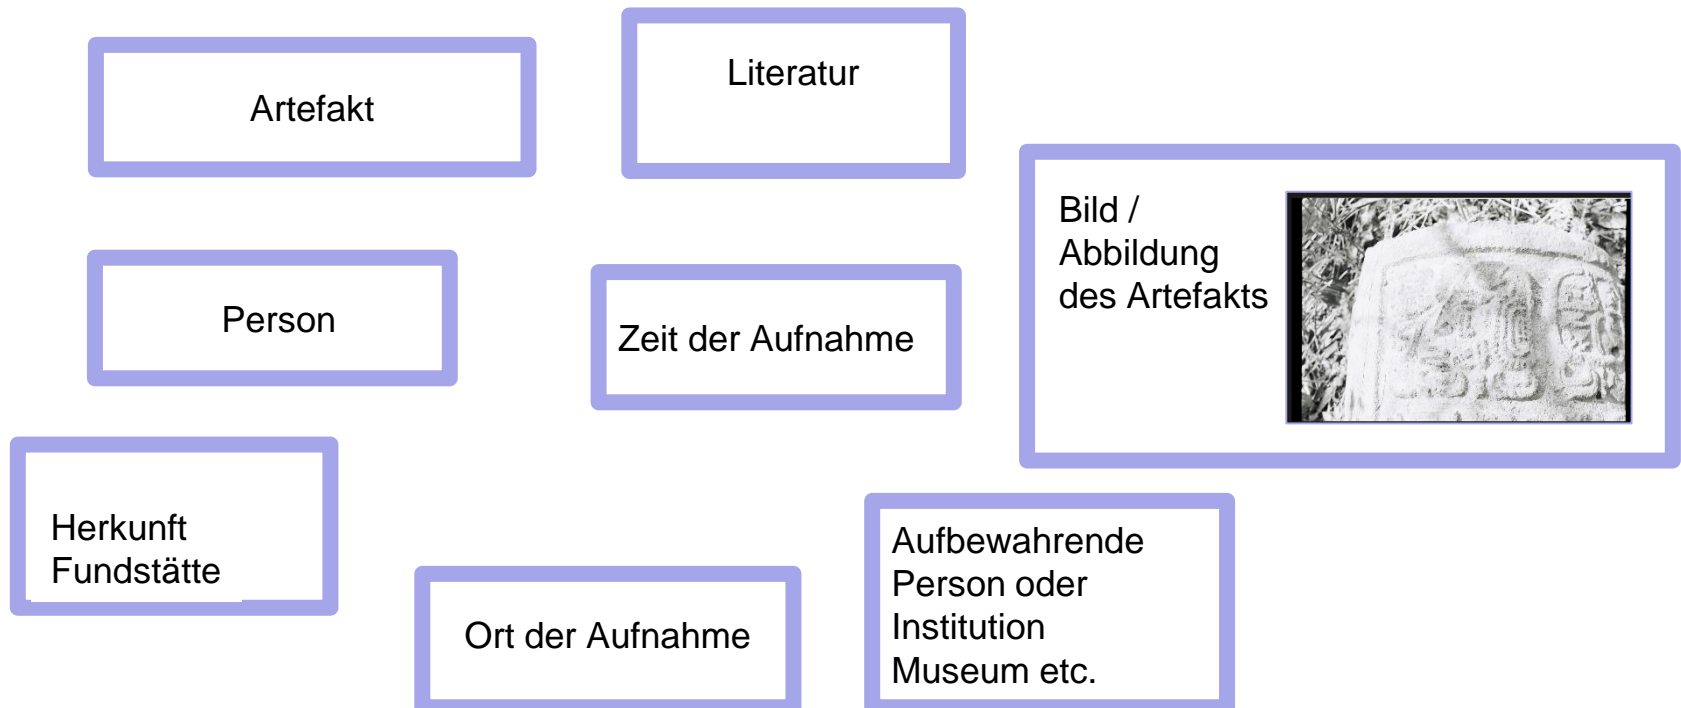 Artefakt
Literatur
Bild /
Abbildung
des Artefakts
Person
Zeit der Aufnahme
Herkunft
Fundstätte
Ort der Aufnahme
Aufbewahrende
Person oder
Institution
Museum etc.